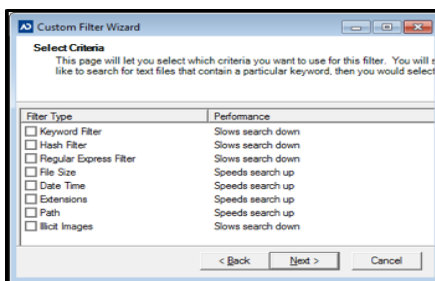 Custom Filter Wizard
Select Criteria
This page will let you select which criteria you want to use for this filter. You will
like to search for text files that contain a particular keyword, then you would select
Filter Type Performance
Keyword Filter Slows search down
Hash Filter Slows search down
Regular Express Filter Slows search down
File Size Speeds search up
Date Time Speeds search up
Extensions Speeds search up
Path Speeds search up
Illicit Images Slows search down
< Back Next > Cancel